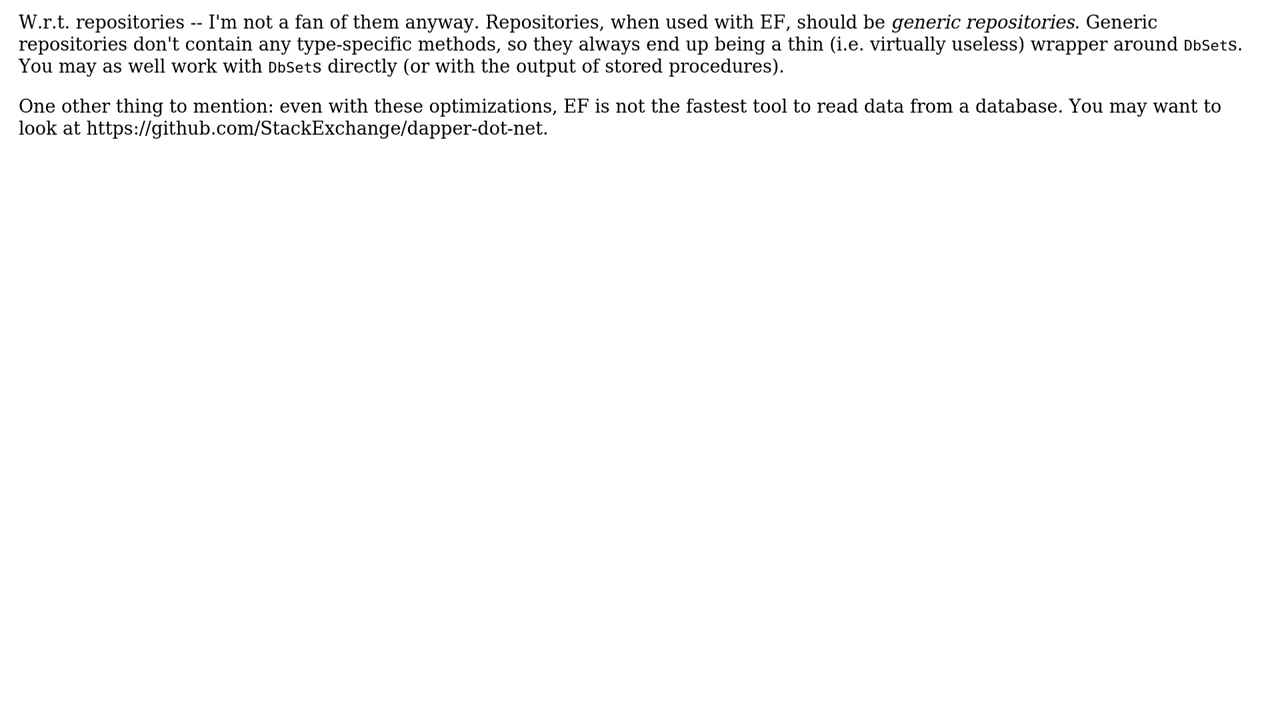 W.r.t. repositories -- I'm not a fan of them anyway. Repositories, when used with EF, should be generic repositories. Generic
repositories don't contain any type-specific methods, so they always end up being a thin (i.e. virtually useless) wrapper around DbSets.
You may as well work with DbSets directly (or with the output of stored procedures).
One other thing to mention: even with these optimizations, EF is not the fastest tool to read data from a database. You may want to
look at https://github.com/StackExchange/dapper-dot-net.